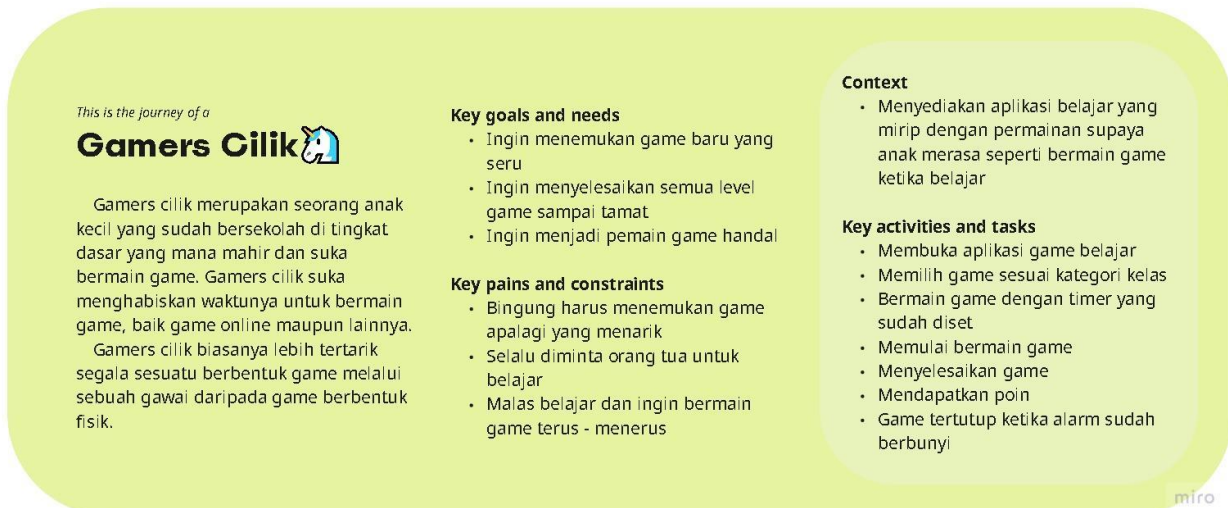 This is the journey of a
Gamers Cilik
Gamers cilik merupakan seorang anak
kecil yang sudah bersekolah di tingkat
dasar yang mana mahir dan suka
bermain game. Gamers cilik suka
menghabiskan waktunya untuk bermain
game, baik game online maupun lainnya.
Gamers cilik biasanya lebih tertarik
segala sesuatu berbentuk game melalui
sebuah gawai daripada game berbentuk
fisik.
Key goals and needs
• Ingin menemukan game baru yang
seru
• Ingin menyelesaikan semua level
game sampai tamat
• Ingin menjadi pemain game handal
Key pains and constraints
• Bingung harus menemukan game
apalagi yang menarik
• Selalu diminta orang tua untuk
belajar
• Malas belajar dan ingin bermain
game terus - menerus
Context
• Menyediakan aplikasi belajar yang
mirip dengan permainan supaya
anak merasa seperti bermain game
ketika belajar
Key activities and tasks
• Membuka aplikasi game belajar
• Memilih game sesuai kategori kelas
• Bermain game dengan timer yang
sudah diset
• Memulai bermain game
• Menyelesaikan game
• Mendapatkan poin
• Game tertutup ketika alarm sudah
berbunyi
miro